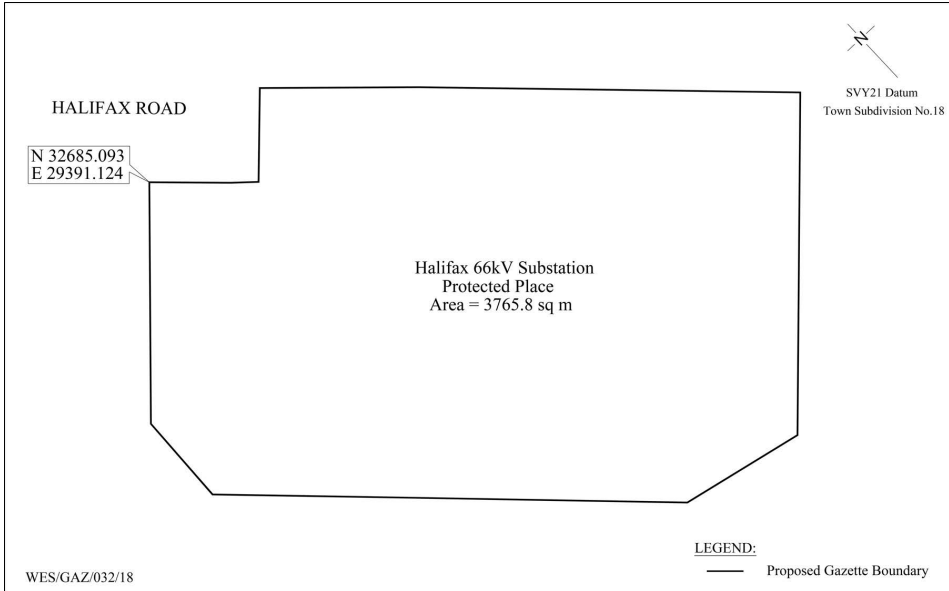 N
SVY21 Datum
Town Subdivision No.18
HALIFAX ROAD
N 32685.093
E 29391.124
Halifax 66kV Substation
Protected Place
Area = 3765.8 sq m
LEGEND:
Proposed Gazette Boundary
WES/GAZ/032/18